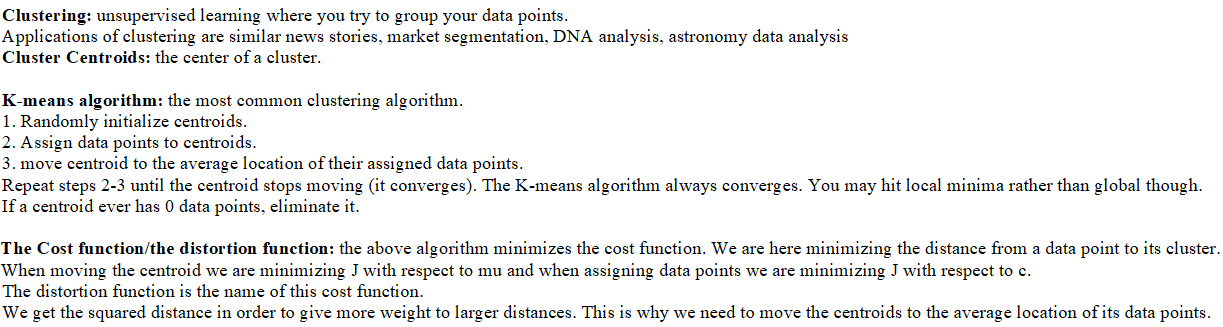 Clustering: unsupervised learning where you try to group your data points.
Applications of clustering are similar news stories, market segmentation, DNA analysis, astronomy data analysis
Cluster Centroids: the center of a cluster.
K-means algorithm: the most common clustering algorithm.
1. Randomly initialize centroids.
2. Assign data points to centroids.
3. move centroid to the average location of their assigned data points.
Repeat steps 2-3 until the centroid stops moving (it converges). The K-means algorithm always converges. You may hit local minima rather than global though.
If a centroid ever has 0 data points, eliminate it.
The Cost function/the distortion function: the above algorithm minimizes the cost function. We are here minimizing the distance from a data point to its cluster.
When moving the centroid we are minimizing J with respect to mu and when assigning data points we are minimizing J with respect to c.
The distortion function is the name of this cost function.
We get the squared distance in order to give more weight to larger distances. This is why we need to move the centroids to the average location of its data points.